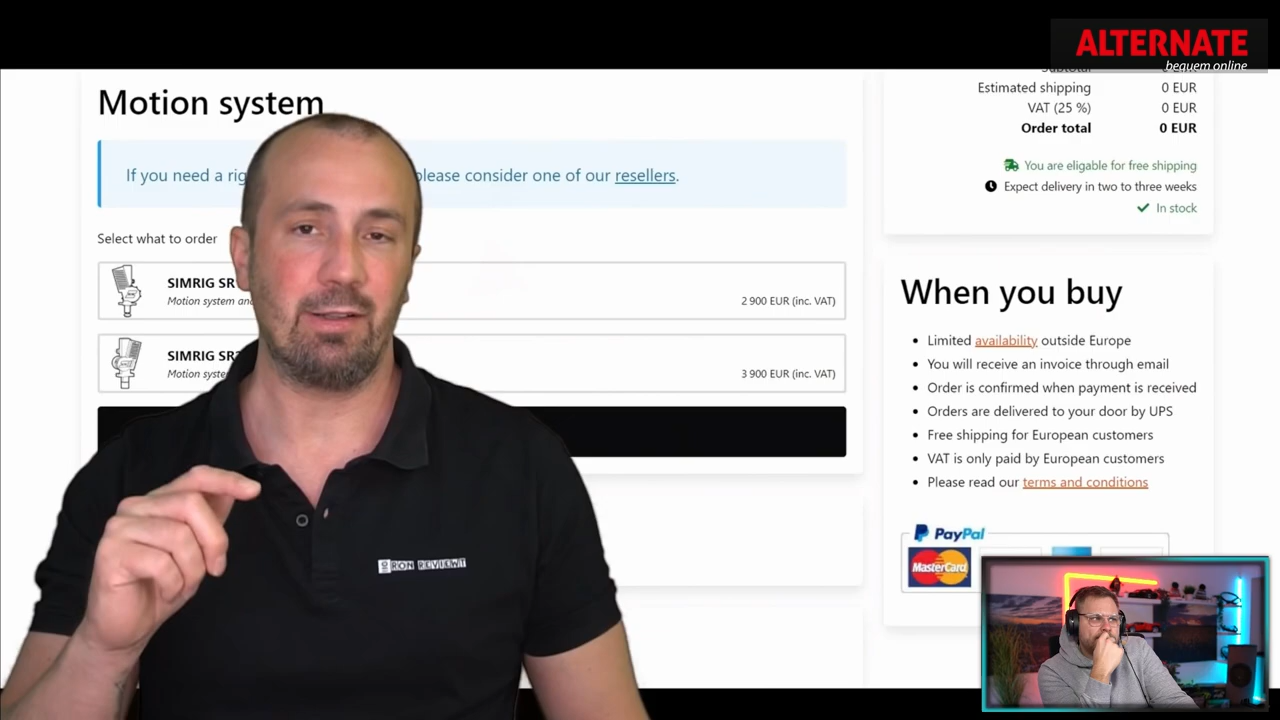 ALTERNATE
bequem online
Motion system
If you need a rig
please consider one of our resellers.
Select what to order
SIMRIG SR
Motion system and
2 900 EUR (inc. VAT)
SIMRIG SR
Motion syste
3 900 EUR (inc. VAT)
Subtotal 0 EUR
Estimated shipping 0 EUR
VAT (25 %) 0 EUR
Order total 0 EUR
You are eligable for free shipping
Expect delivery in two to three weeks
In stock
When you buy
Limited availability outside Europe
You will receive an invoice through email
Order is confirmed when payment is received
Orders are delivered to your door by UPS
Free shipping for European customers
VAT is only paid by European customers
Please read our terms and conditions
PayPal
MasterCard